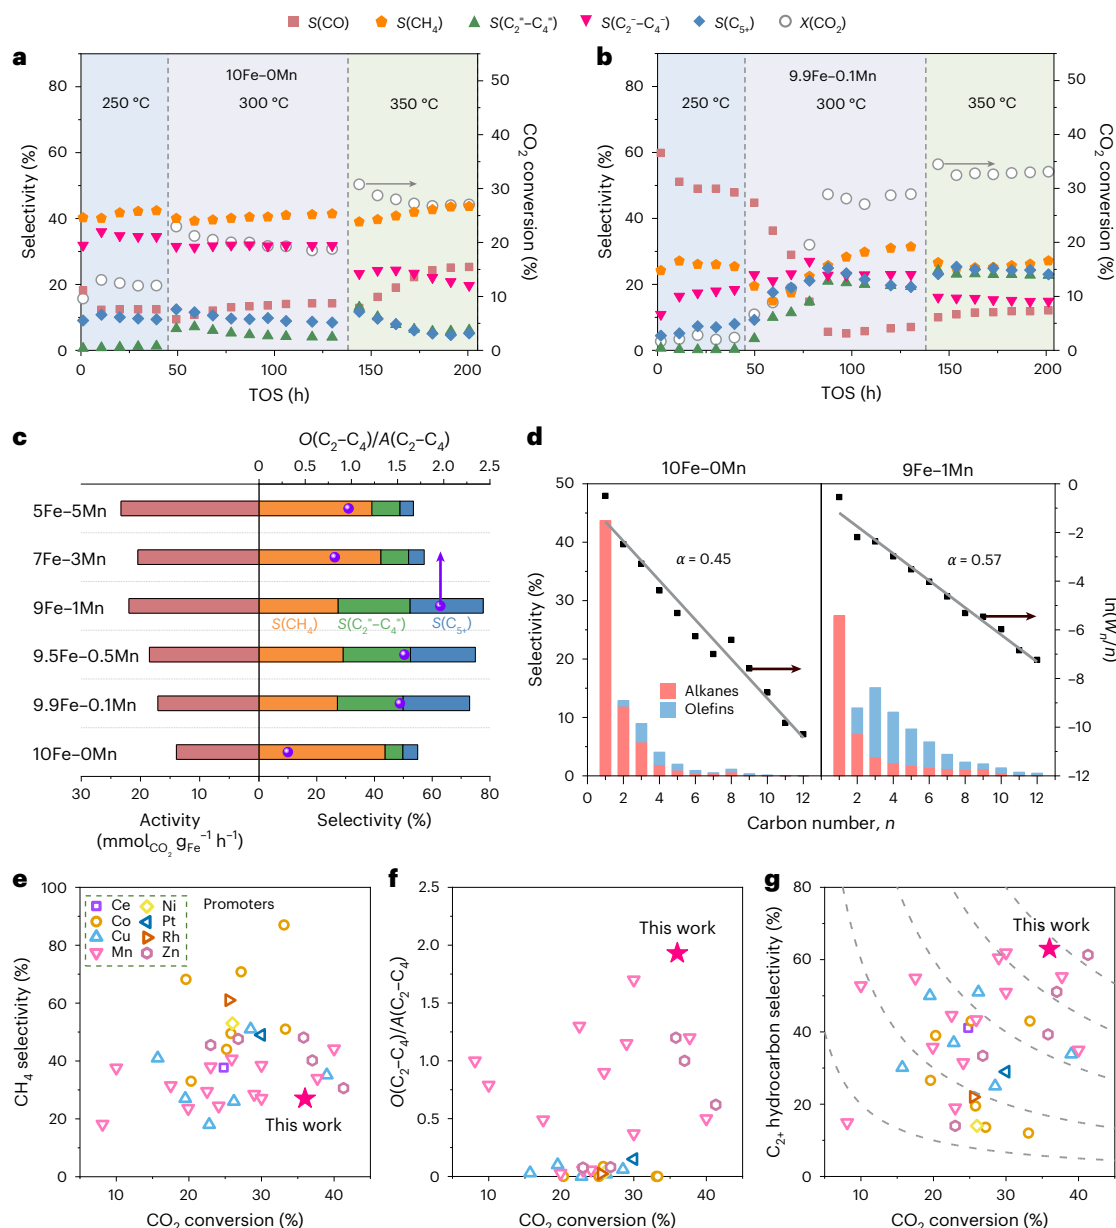 S(CO) S(CH4) S(C2=–C4=) S(C2−–C4−) S(C5+) X(CO2)
a
10Fe–0Mn
250 °C 300 °C 350 °C
Selectivity (%)
80
60
40
20
0
50
40
30
20
10
0
CO2 conversion (%)
0 50 100 150 200
TOS (h)
b
9.9Fe–0.1Mn
250 °C 300 °C 350 °C
Selectivity (%)
80
60
40
20
0
50
40
30
20
10
0
CO2 conversion (%)
0 50 100 150 200
TOS (h)
c
O(C2–C4)/A(C2–C4)
0 0.5 1.0 1.5 2.0 2.5
5Fe–5Mn
7Fe–3Mn
9Fe–1Mn
S(CH4) S(C2=–C4=) S(C5+)
9.5Fe–0.5Mn
9.9Fe–0.1Mn
10Fe–0Mn
30 20 10 0 20 40 60 80
Activity
(mmolCO2 gFe−1 h−1)
Selectivity (%)
d
10Fe–0Mn 9Fe–1Mn
Selectivity (%)
50
40
30
20
10
0
α = 0.45
α = 0.57
Alkanes
Olefins
0
−2
−4
−6
−8
−10
−12
ln(Wn/n)
0 2 4 6 8 10 12 2 4 6 8 10 12
Carbon number, n
e
CH4 selectivity (%)
100
80
60
40
20
0
Ce Ni Promoters
Co Pt
Cu Rh
Mn Zn
This work
10 20 30 40
CO2 conversion (%)
f
O(C2–C4)/A(C2–C4)
2.5
2.0
1.5
1.0
0.5
0
This work
10 20 30 40
CO2 conversion (%)
g
C2+ hydrocarbon selectivity (%)
80
60
40
20
0
This work
10 20 30 40
CO2 conversion (%)